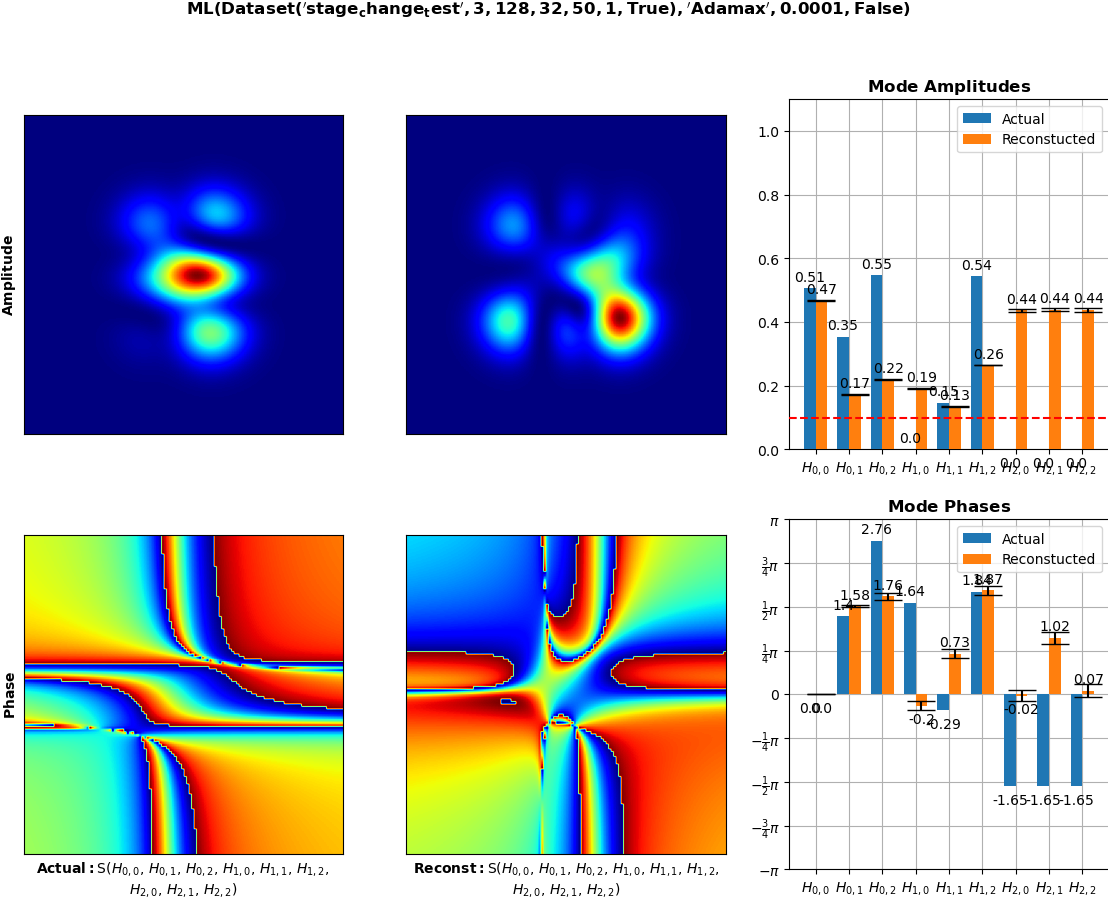 ML(Dataset('stage_change_test', 3, 128, 32, 50, 1, True), 'Adamax', 0.0001, False)
Amplitude
Mode Amplitudes
Actual
Reconstucted
1.0
0.8
0.6
0.4
0.2
0.0
0.51
0.47
0.35
0.17
0.55
0.22
0.0
0.19
0.15
0.13
0.54
0.26
0.0
0.44
0.0
0.44
0.0
0.44
H0,0 H0,1 H0,2 H1,0 H1,1 H1,2 H2,0 H2,1 H2,2
Phase
Mode Phases
Actual
Reconstucted
π
3/4π
1/2π
1/4π
0
−1/4π
−1/2π
−3/4π
−π
0.0
0.0
1.4
1.58
2.76
1.76
1.64
-0.2
-0.29
0.73
1.84
1.87
-1.65
-0.02
-1.65
1.02
-1.65
0.07
H0,0 H0,1 H0,2 H1,0 H1,1 H1,2 H2,0 H2,1 H2,2
Actual: S(H0,0, H0,1, H0,2, H1,0, H1,1, H1,2,
H2,0, H2,1, H2,2)
Reconst: S(H0,0, H0,1, H0,2, H1,0, H1,1, H1,2,
H2,0, H2,1, H2,2)